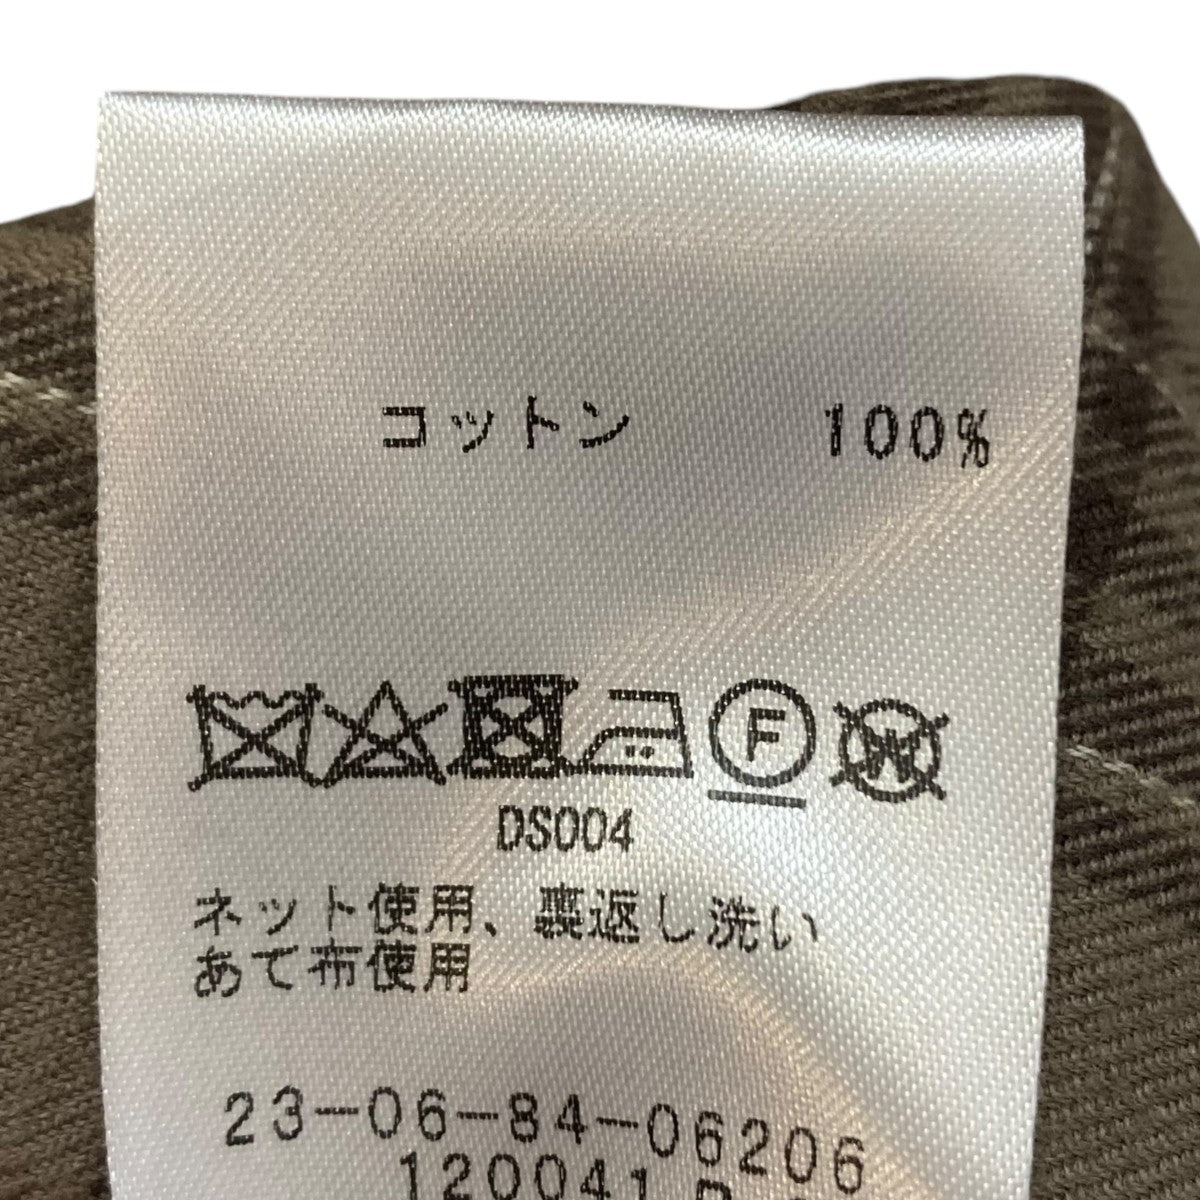 コットン 100%
F W
DS004
ネット使用、裏返し洗い
あて布使用
23-06-84-06206
120041